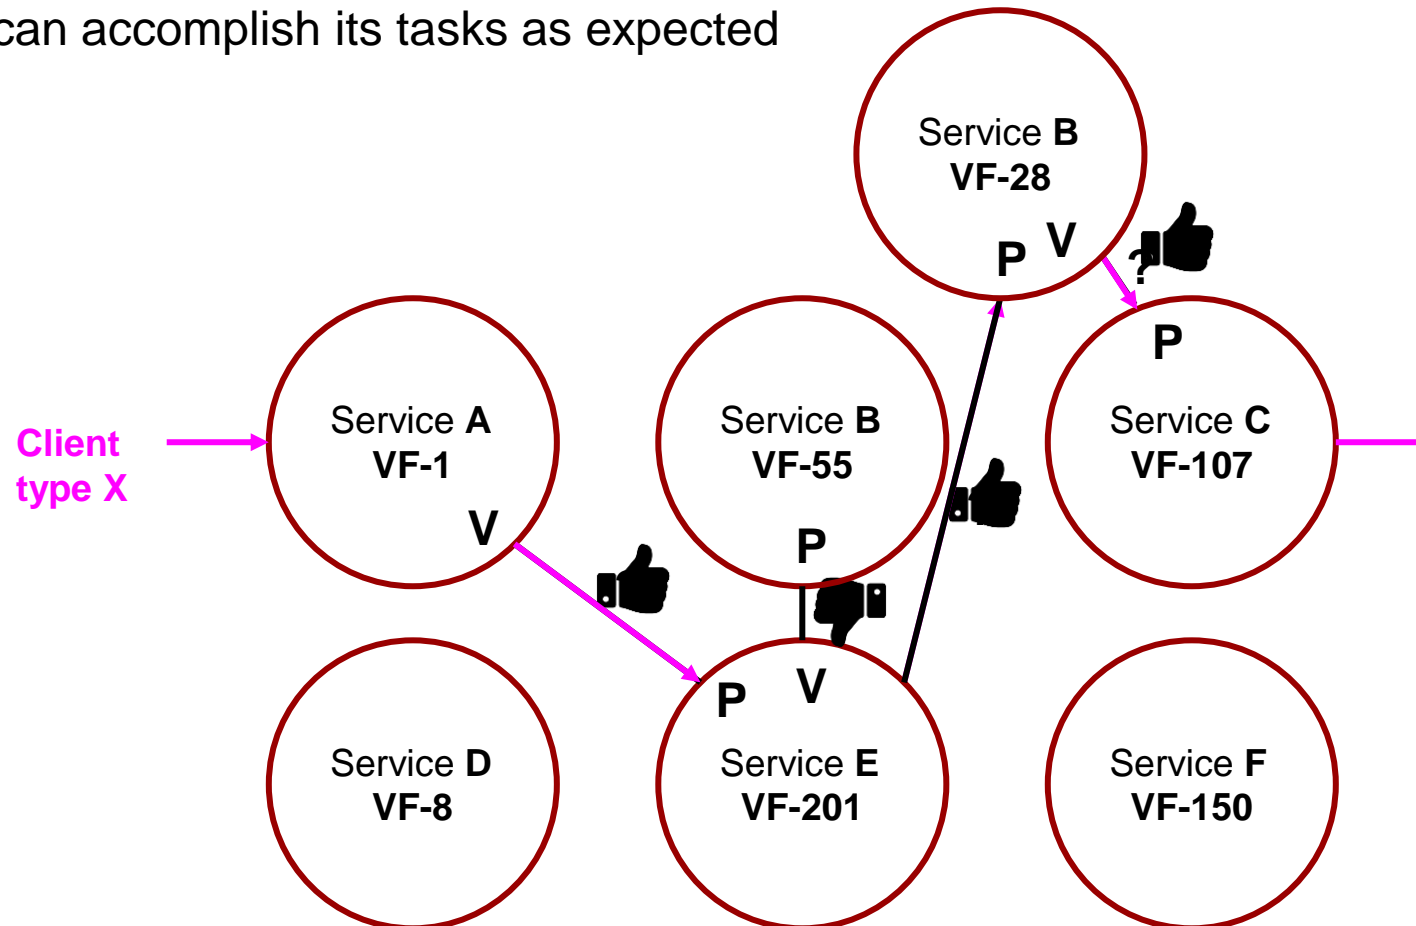 can accomplish its tasks as expected
Service B
VF-28
P V
?
P
Client
type X
Service A
VF-1
V
Service B
VF-55
P
Service C
VF-107
P V
Service D
VF-8
Service E
VF-201
Service F
VF-150